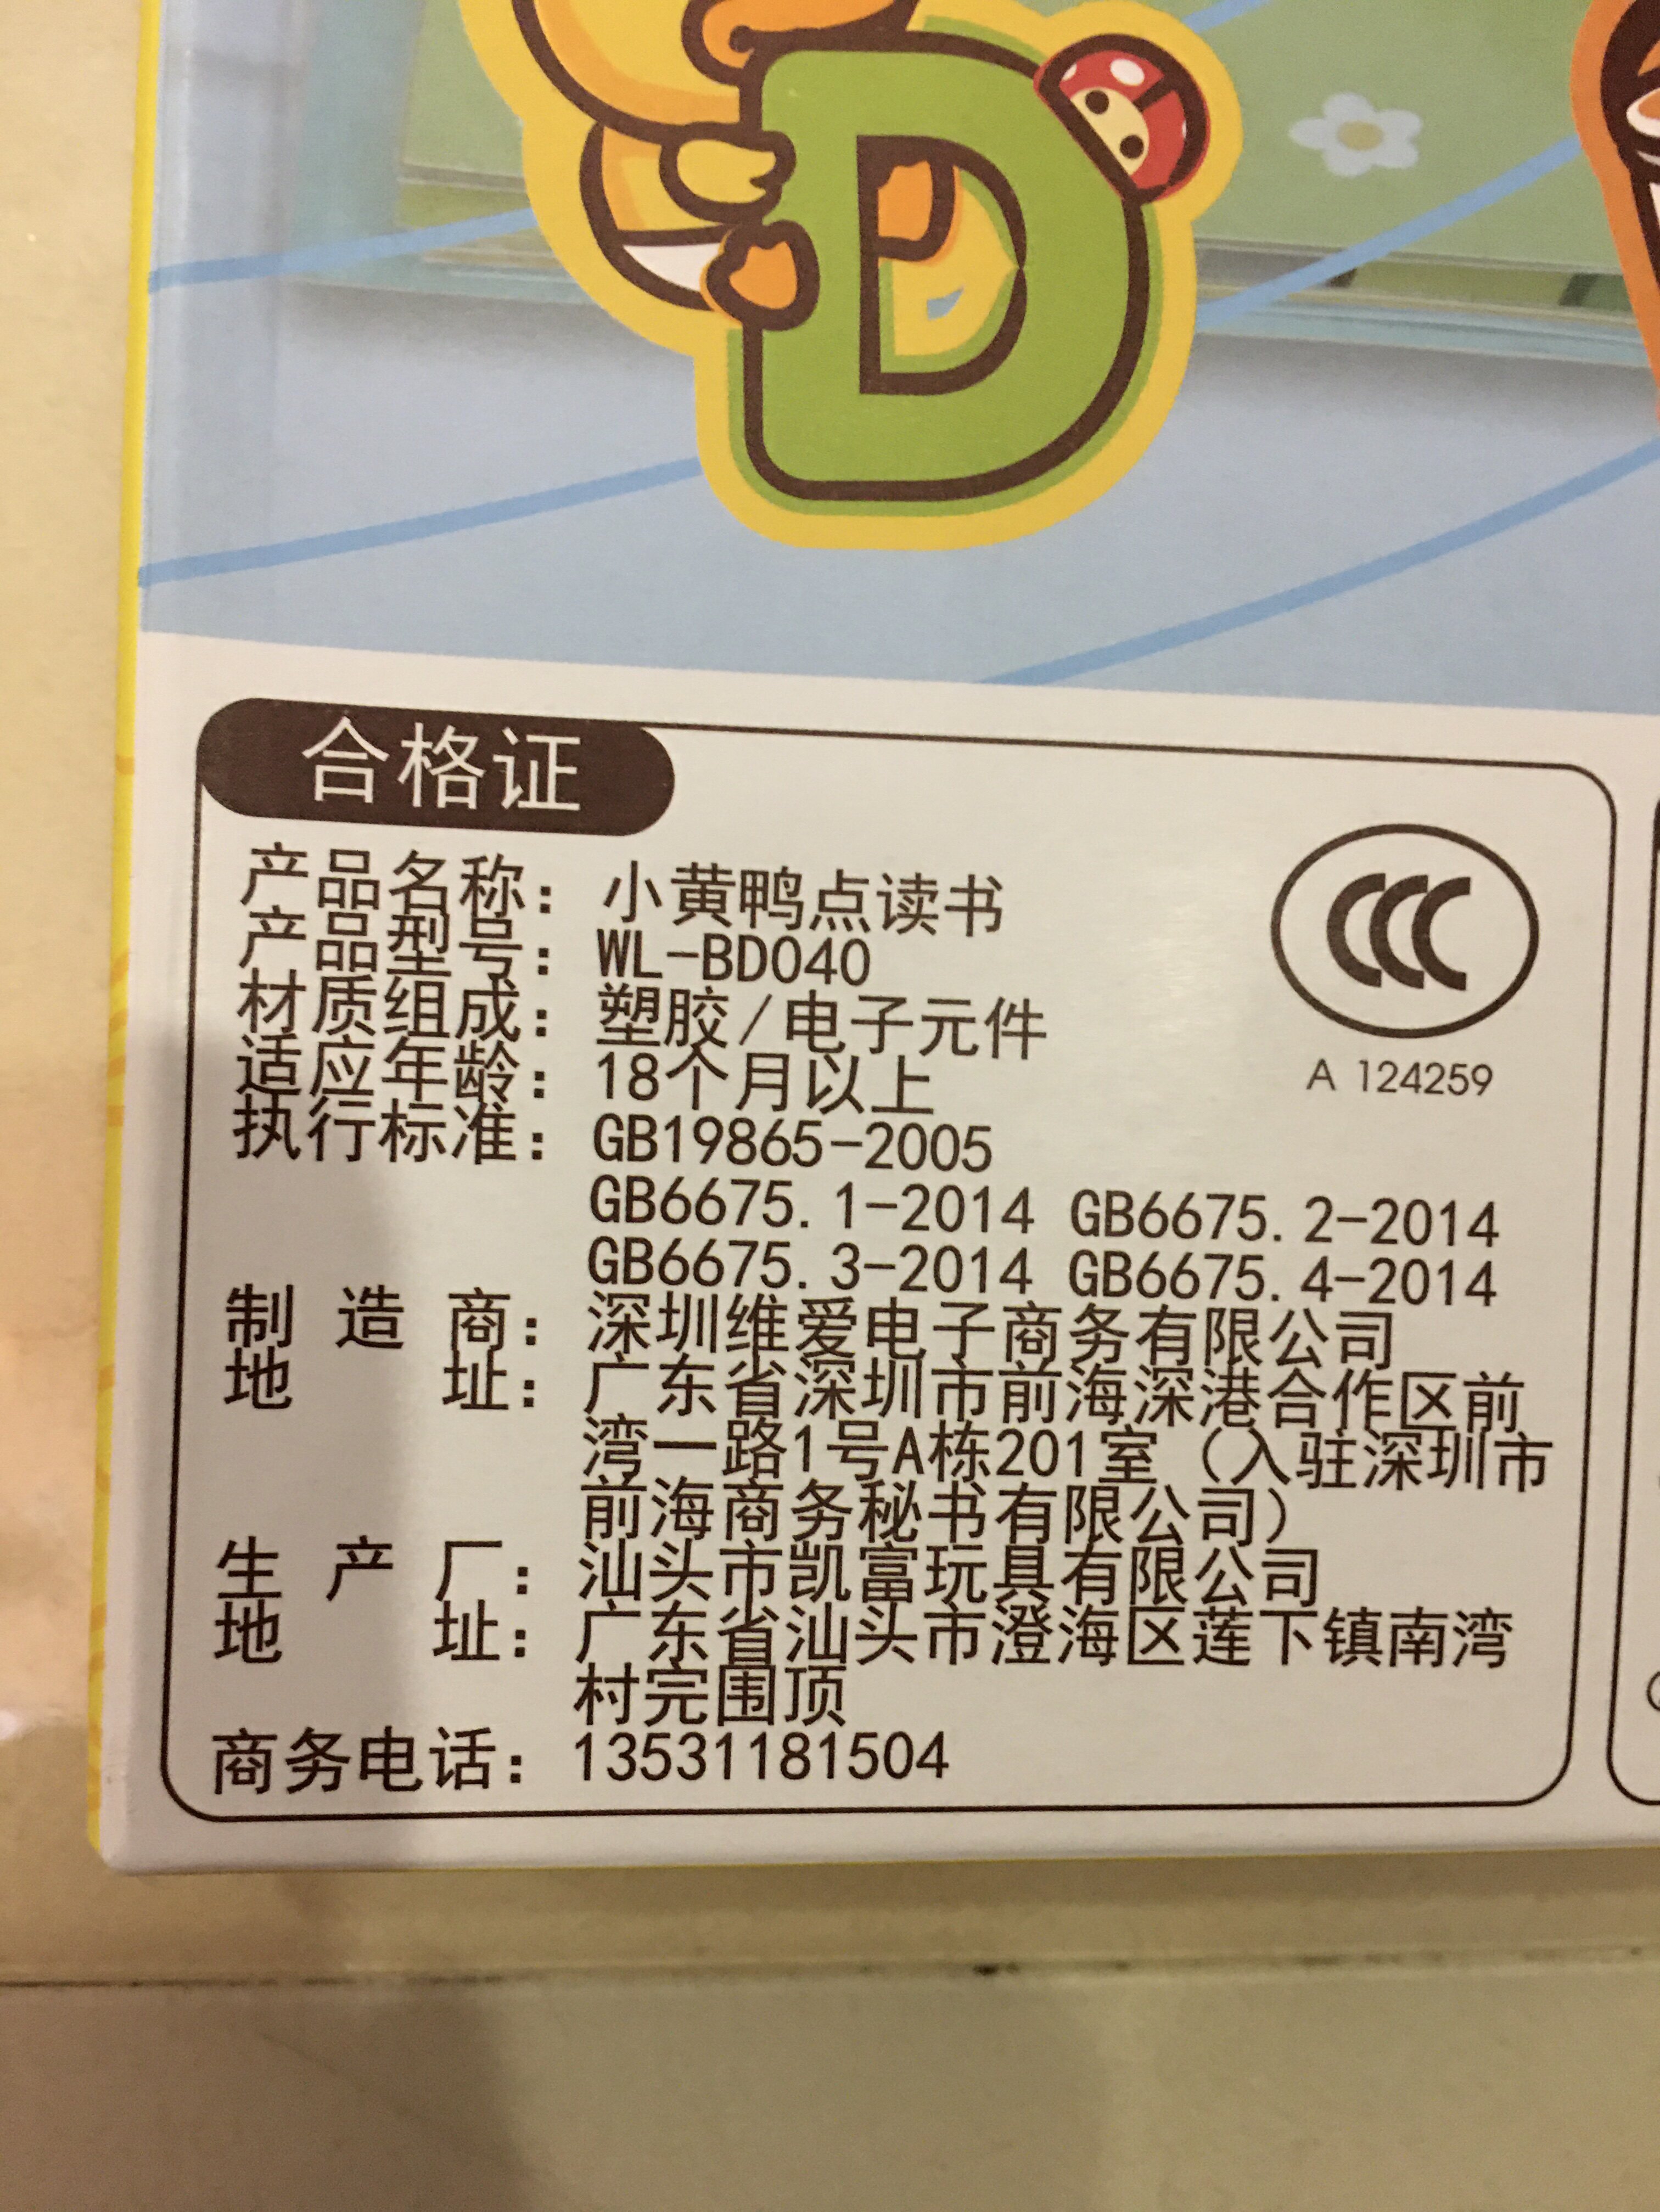 D
合格证
CCC
A 124259
产品名称：小黄鸭点读书
产品型号：WL-BD040
材质组成：塑胶/电子元件
适应年龄：18个月以上
执行标准：GB19865-2005
GB6675.1-2014 GB6675.2-2014
GB6675.3-2014 GB6675.4-2014
制造商：深圳维爱电子商务有限公司
地址：广东省深圳市前海深港合作区前
湾一路1号A栋201室（入驻深圳市
前海商务秘书有限公司）
生产厂：汕头市凯富玩具有限公司
地址：广东省汕头市澄海区莲下镇南湾
村完围顶
商务电话：13531181504